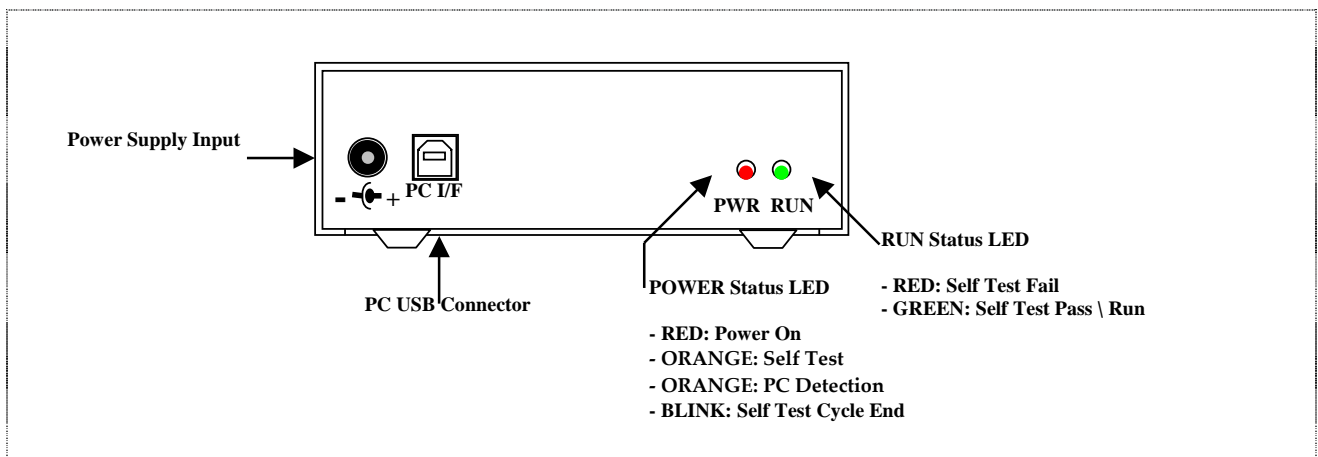 Power Supply Input
- +
PC I/F
PWR RUN
RUN Status LED
- RED: Self Test Fail
- GREEN: Self Test Pass \ Run
PC USB Connector
POWER Status LED
- RED: Power On
- ORANGE: Self Test
- ORANGE: PC Detection
- BLINK: Self Test Cycle End